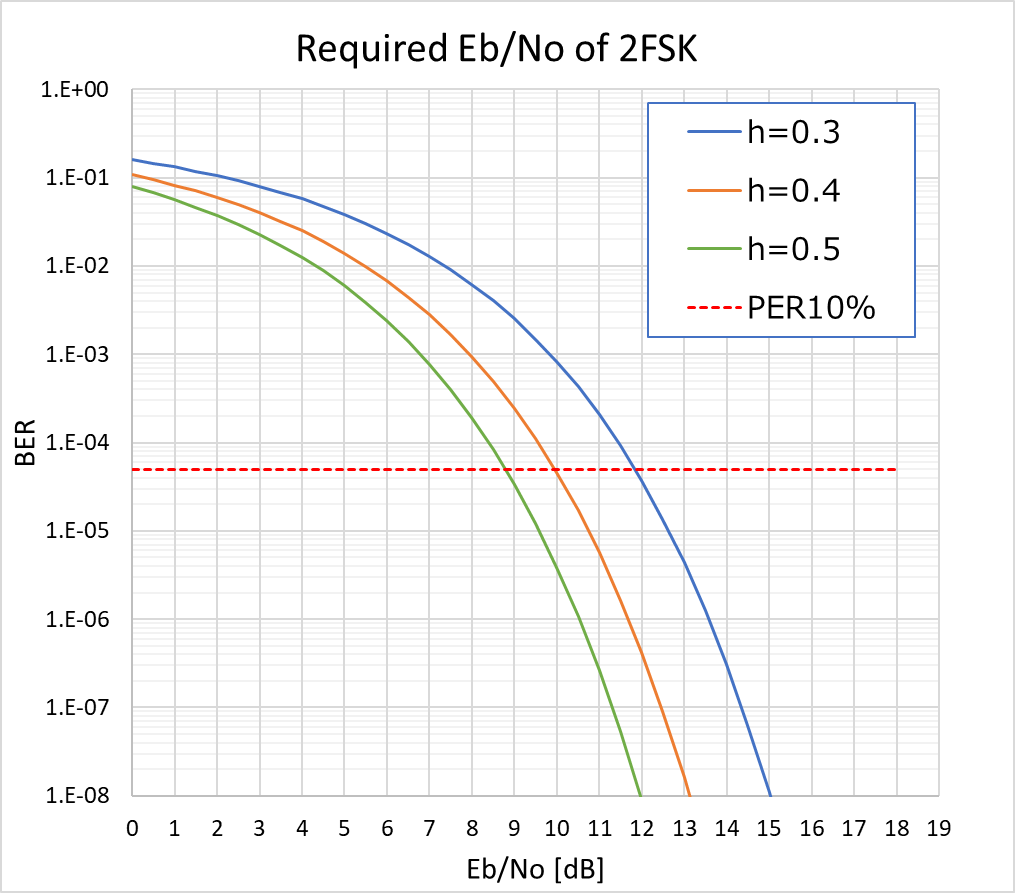 Required Eb/No of 2FSK
h=0.3
h=0.4
h=0.5
PER10%
1.E+00
1.E-01
1.E-02
1.E-03
1.E-04
1.E-05
1.E-06
1.E-07
1.E-08
BER
0 1 2 3 4 5 6 7 8 9 10 11 12 13 14 15 16 17 18 19
Eb/No [dB]